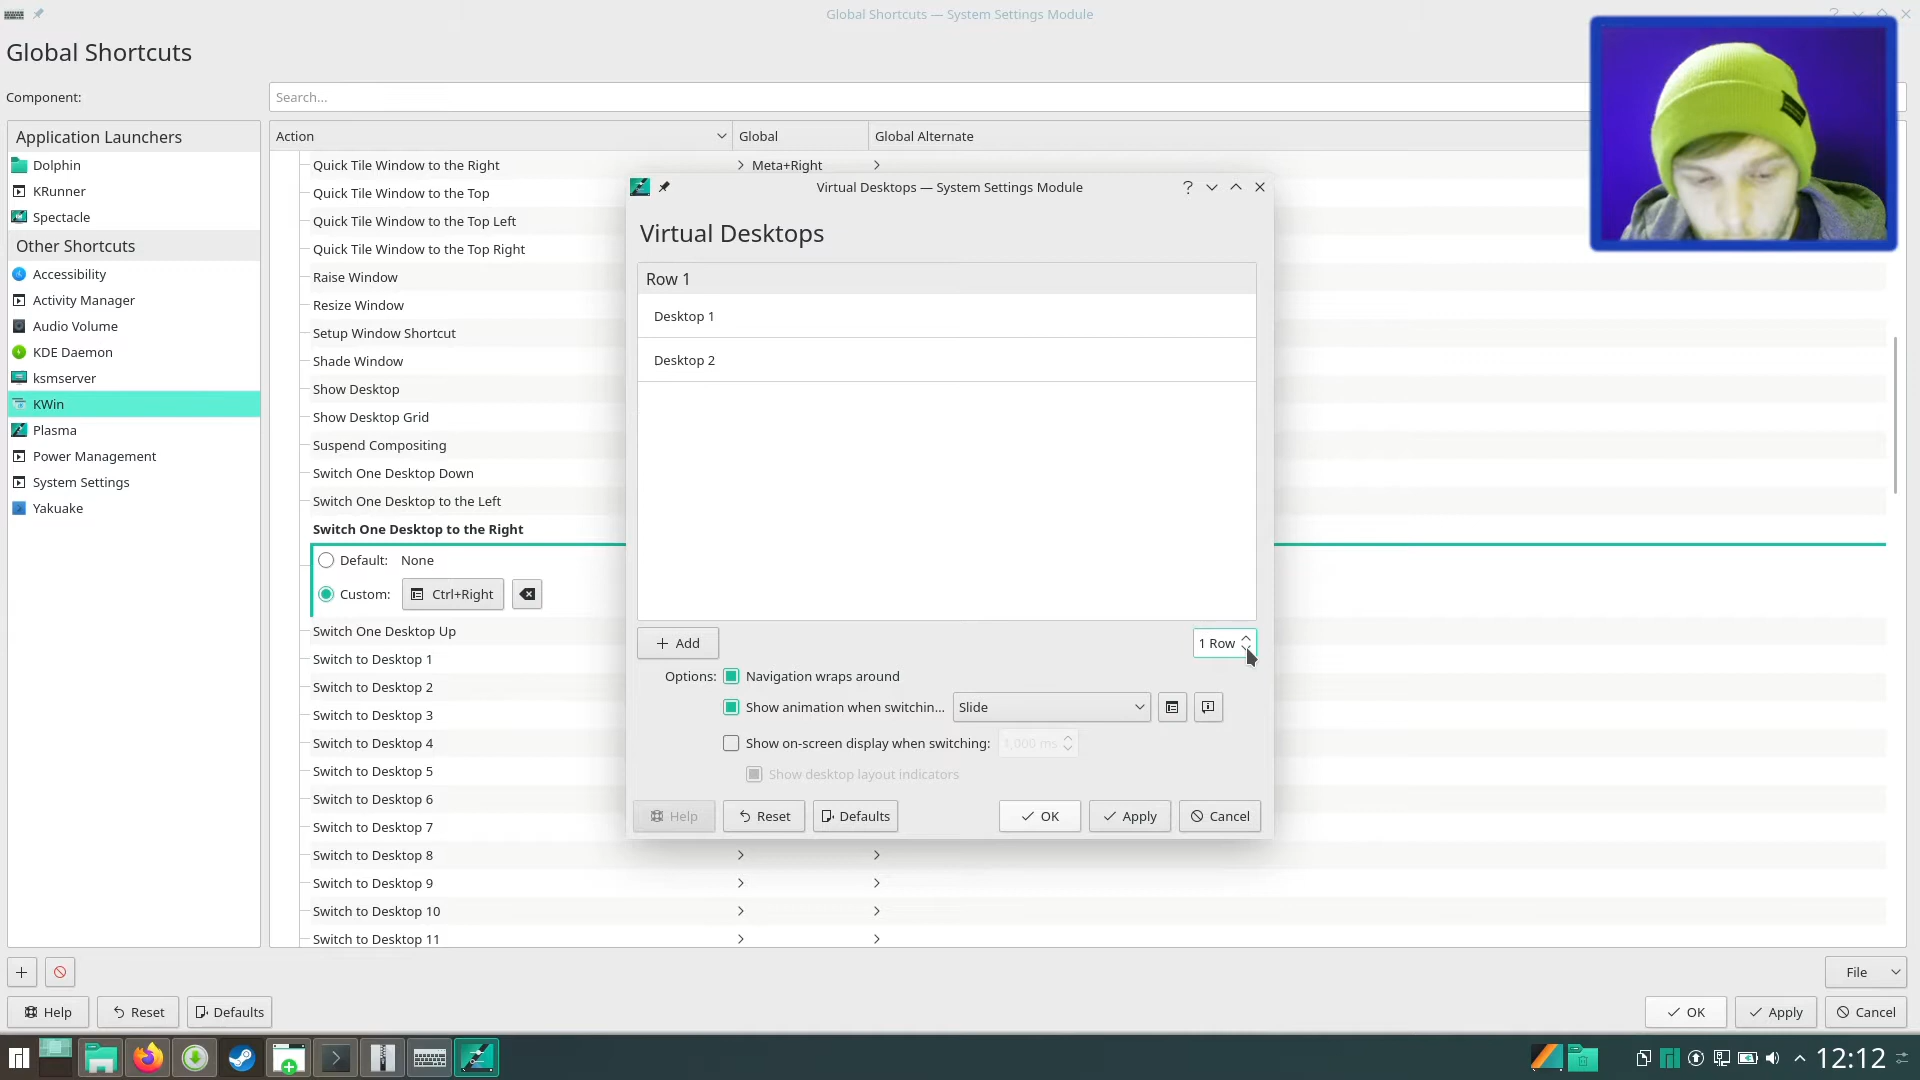 Global Shortcuts — System Settings Module
Global Shortcuts
Component:
Search...
Application Launchers
Dolphin
KRunner
Spectacle
Other Shortcuts
Accessibility
Activity Manager
Audio Volume
KDE Daemon
ksmserver
KWin
Plasma
Power Management
System Settings
Yakuake
Action
Global
Global Alternate
Quick Tile Window to the Right
Meta+Right
Quick Tile Window to the Top
Quick Tile Window to the Top Left
Quick Tile Window to the Top Right
Raise Window
Resize Window
Setup Window Shortcut
Shade Window
Show Desktop
Show Desktop Grid
Suspend Compositing
Switch One Desktop Down
Switch One Desktop to the Left
Switch One Desktop to the Right
Default: None
Custom: Ctrl+Right
Switch One Desktop Up
Switch to Desktop 1
Switch to Desktop 2
Switch to Desktop 3
Switch to Desktop 4
Switch to Desktop 5
Switch to Desktop 6
Switch to Desktop 7
Switch to Desktop 8
Switch to Desktop 9
Switch to Desktop 10
Switch to Desktop 11
Virtual Desktops — System Settings Module
Virtual Desktops
Row 1
Desktop 1
Desktop 2
Add
1 Row
Options: Navigation wraps around
Show animation when switchin... Slide
Show on-screen display when switching: 1,000 ms
Show desktop layout indicators
Help Reset Defaults OK Apply Cancel
File
Help Reset Defaults OK Apply Cancel
12:12